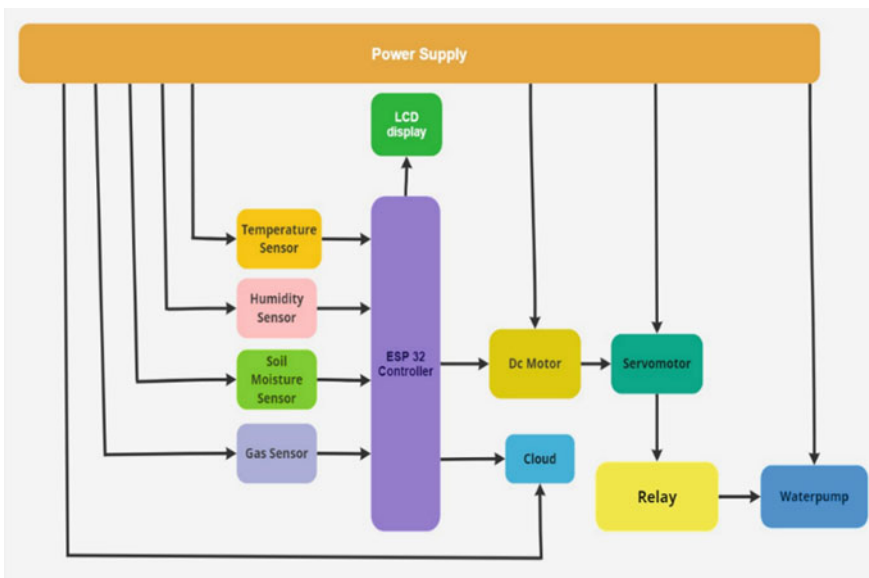 Power Supply
LCD
display
Temperature
Sensor
Humidity
Sensor
Soil
Moisture
Sensor
Gas Sensor
ESP 32
Controller
Dc Motor
Servomotor
Cloud
Relay
Waterpump